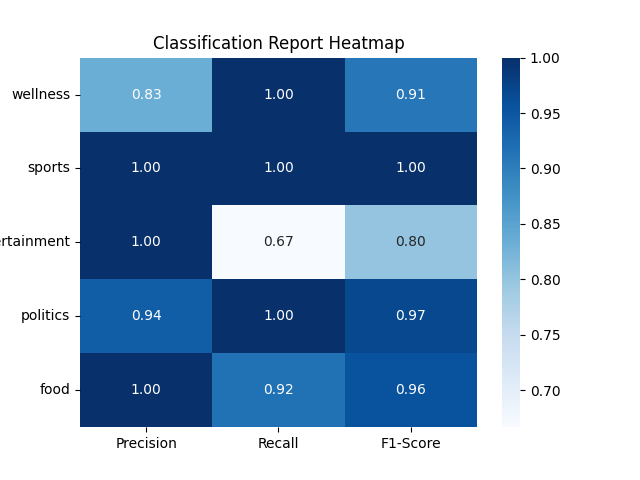 Classification Report Heatmap
wellness 0.83 1.00 0.91
sports 1.00 1.00 1.00
ertainment 1.00 0.67 0.80
politics 0.94 1.00 0.97
food 1.00 0.92 0.96
Precision Recall F1-Score
1.00
0.95
0.90
0.85
0.80
0.75
0.70